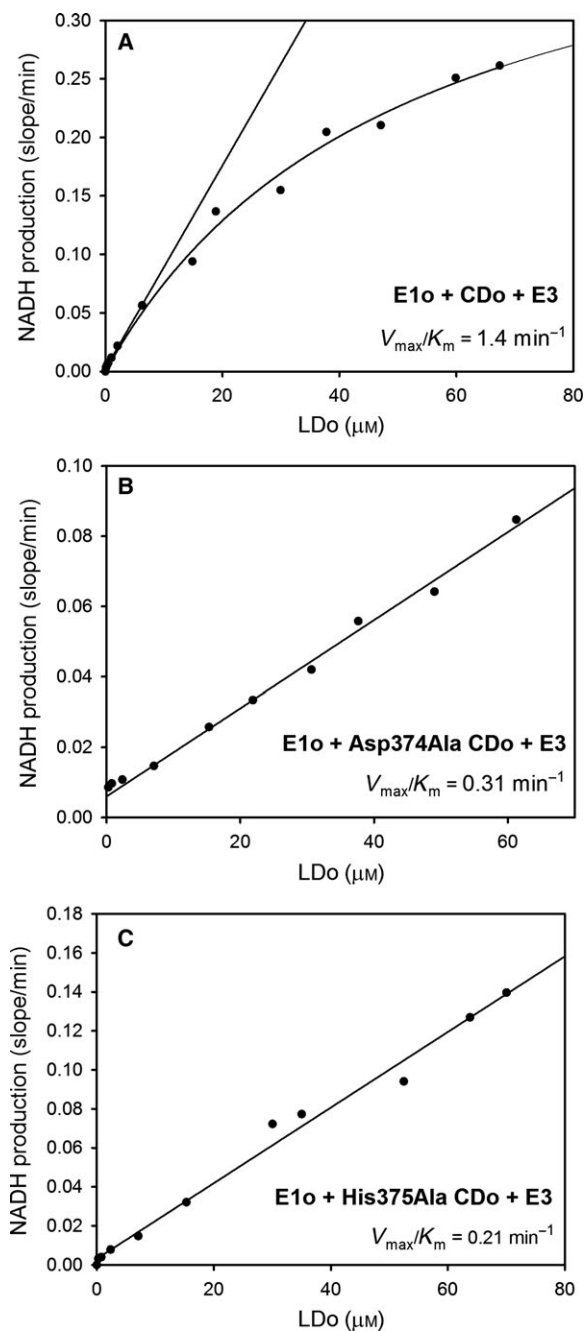 A
NADH production (slope/min)
0.30
0.25
0.20
0.15
0.10
0.05
0.00
E1o + CDo + E3
Vmax/Km = 1.4 min⁻¹
0 20 40 60 80
LDo (μM)
B
NADH production (slope/min)
0.10
0.08
0.06
0.04
0.02
0.00
E1o + Asp374Ala CDo + E3
Vmax/Km = 0.31 min⁻¹
0 20 40 60
LDo (μM)
C
NADH production (slope/min)
0.18
0.16
0.14
0.12
0.10
0.08
0.06
0.04
0.02
0.00
E1o + His375Ala CDo + E3
Vmax/Km = 0.21 min⁻¹
0 20 40 60 80
LDo (μM)